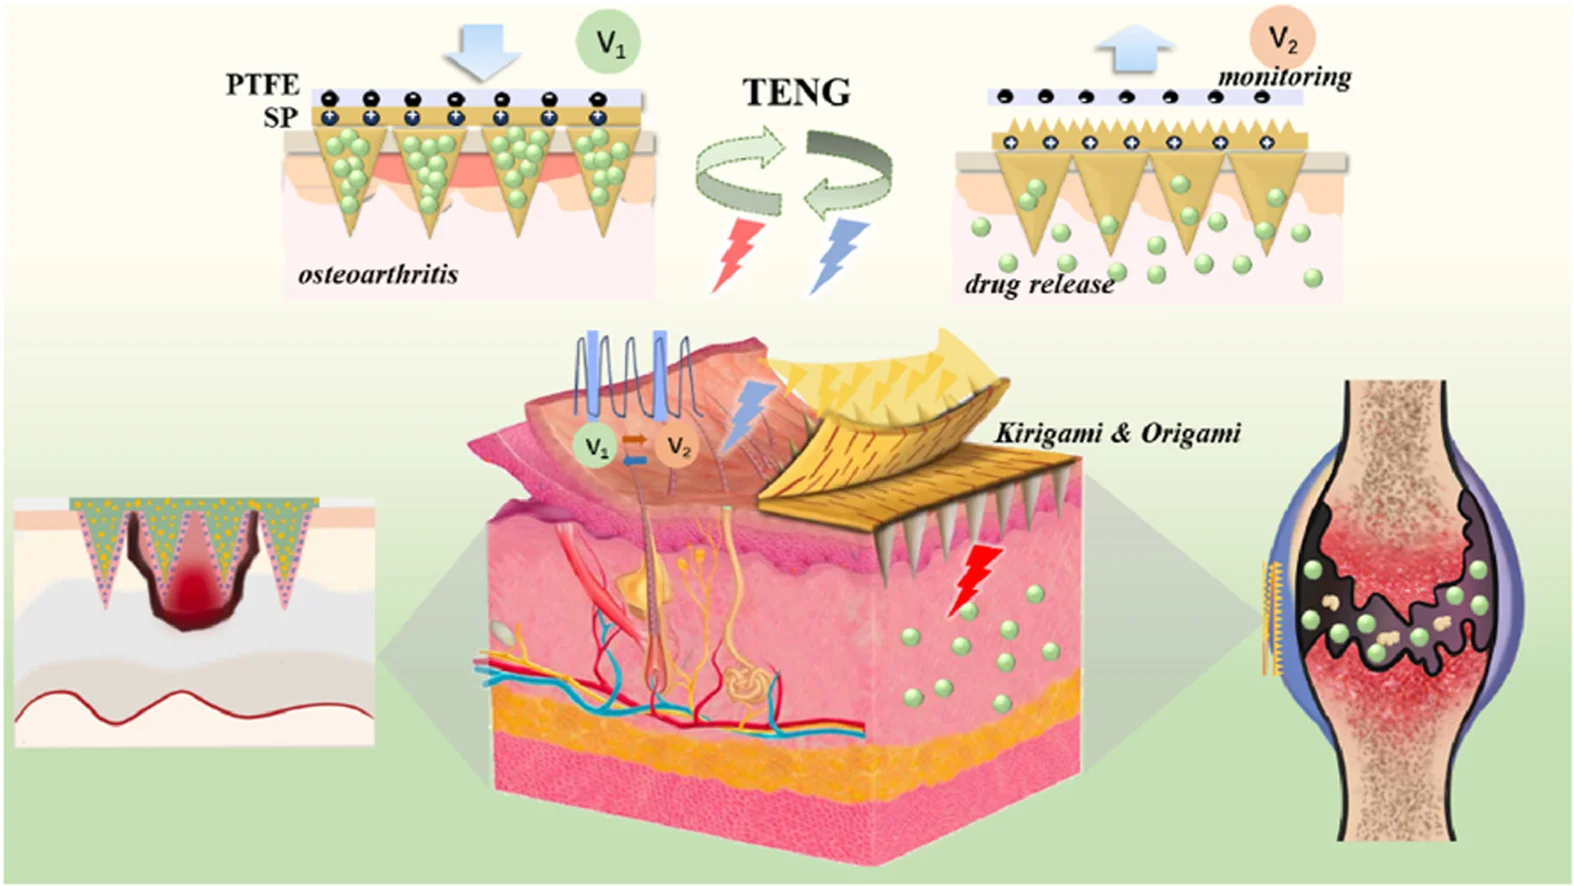 V₁
V₂
monitoring
PTFE
SP
TENG
osteoarthritis
drug release
V₁
V₂
Kirigami & Origami